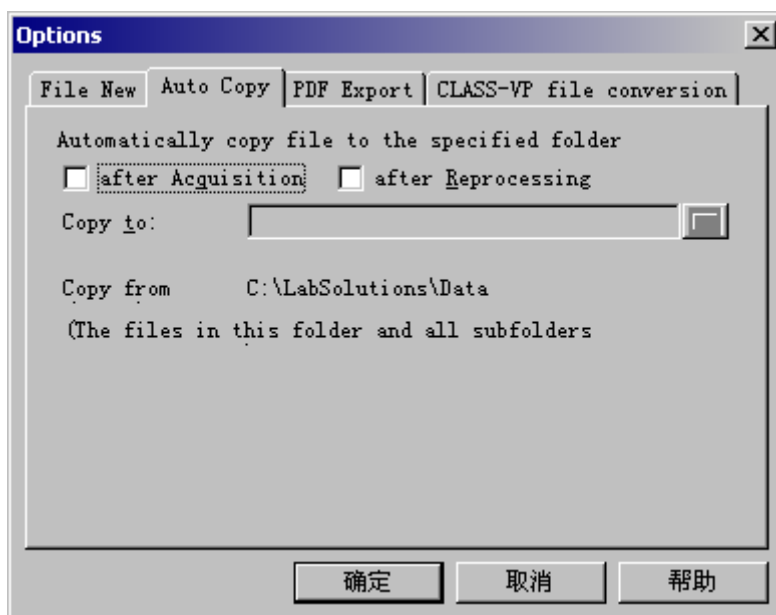 Options
File New Auto Copy PDF Export CLASS-VP file conversion
Automatically copy file to the specified folder
after Acquisition after Reprocessing
Copy to:
Copy from C:\LabSolutions\Data
(The files in this folder and all subfolders
确定 取消 帮助